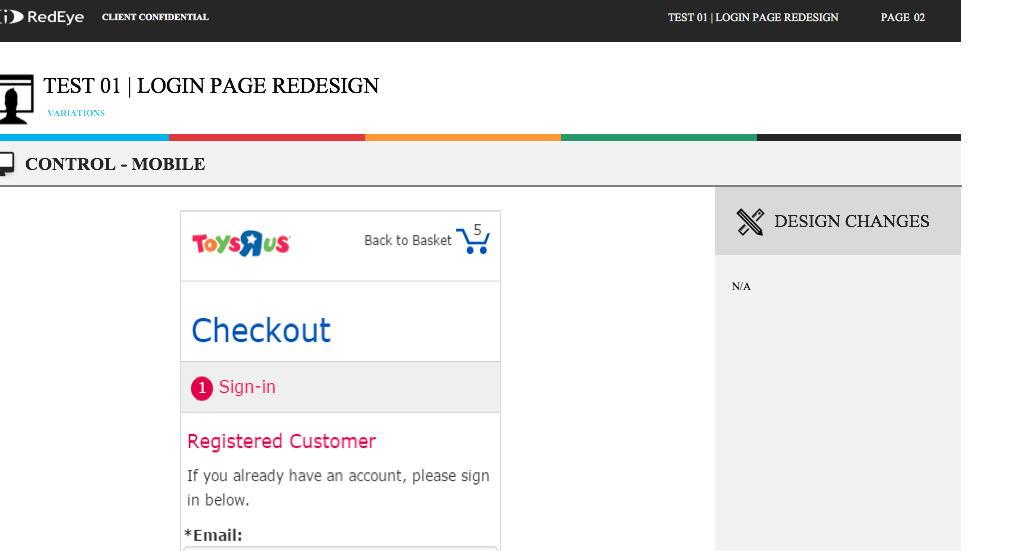 RedEye CLIENT CONFIDENTIAL TEST 01 | LOGIN PAGE REDESIGN PAGE 02
TEST 01 | LOGIN PAGE REDESIGN
VARIATIONS
CONTROL - MOBILE
DESIGN CHANGES
N/A
ToysЯus Back to Basket 5
Checkout
1 Sign-in
Registered Customer
If you already have an account, please sign
in below.
*Email: